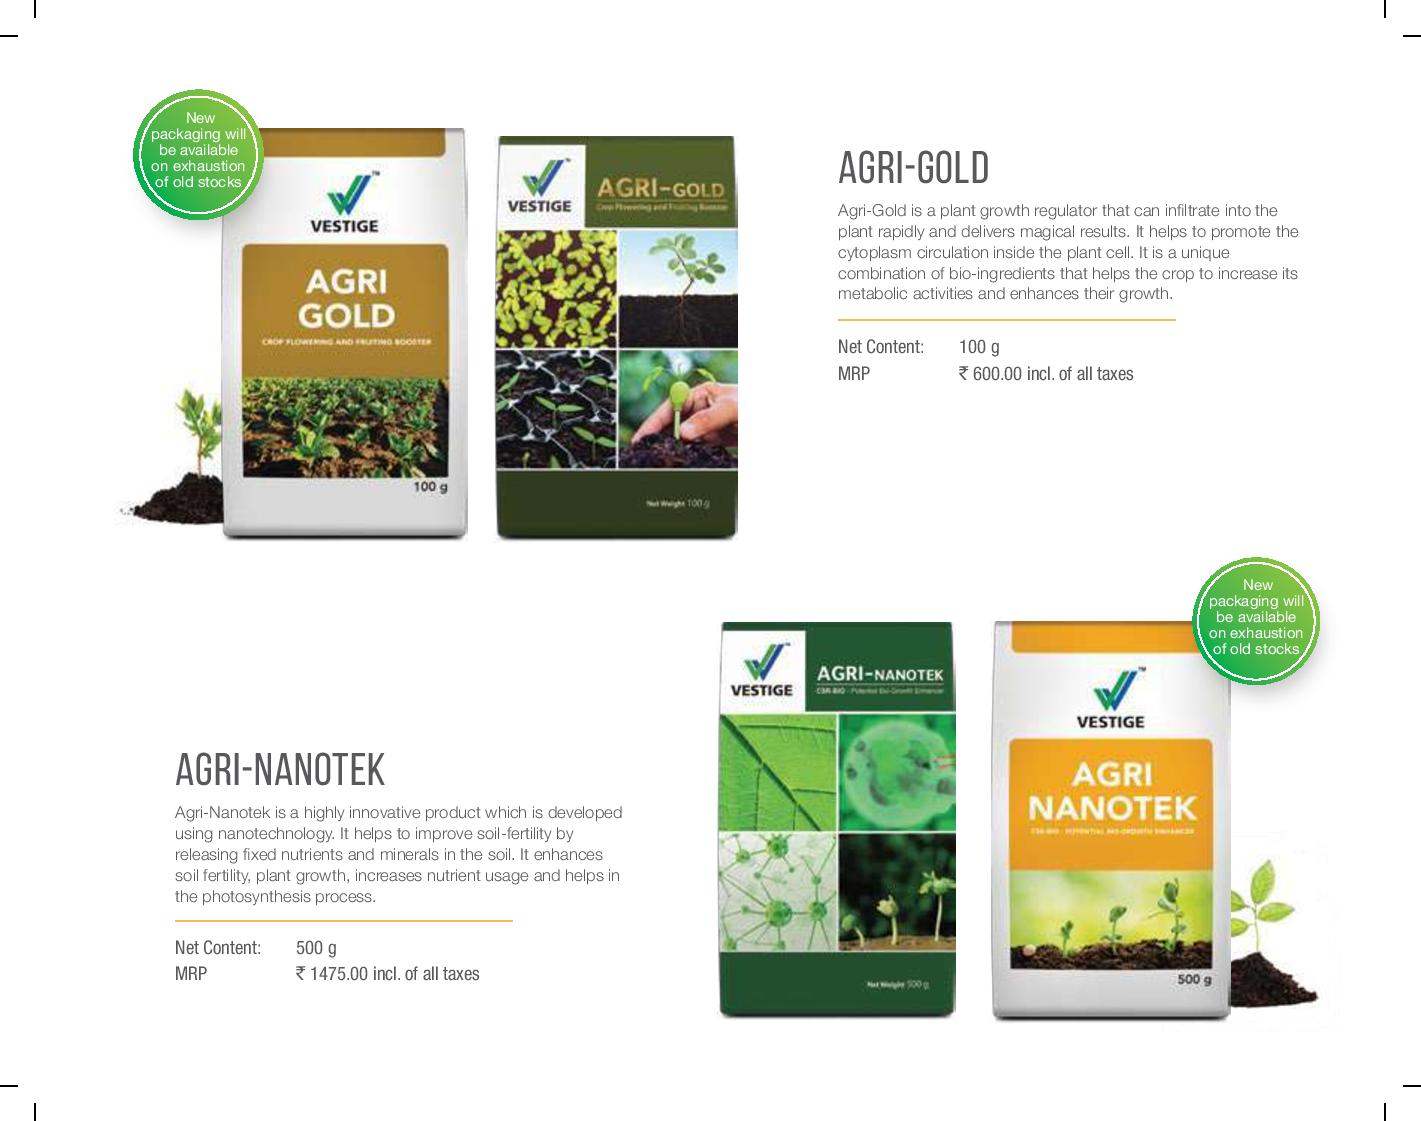 New
packaging will
be available
on exhaustion
of old stocks
VESTIGE
TM
AGRI
GOLD
CROP FLOWERING AND FRUITING BOOSTER
100 g
VESTIGE
TM
AGRI-GOLD
Crop Flowering and Fruiting Booster
Net Weight 100 g
AGRI-GOLD
Agri-Gold is a plant growth regulator that can infiltrate into the
plant rapidly and delivers magical results. It helps to promote the
cytoplasm circulation inside the plant cell. It is a unique
combination of bio-ingredients that helps the crop to increase its
metabolic activities and enhances their growth.
Net Content: 100 g
MRP ₹ 600.00 incl. of all taxes
AGRI-NANOTEK
Agri-Nanotek is a highly innovative product which is developed
using nanotechnology. It helps to improve soil-fertility by
releasing fixed nutrients and minerals in the soil. It enhances
soil fertility, plant growth, increases nutrient usage and helps in
the photosynthesis process.
Net Content: 500 g
MRP ₹ 1475.00 incl. of all taxes
VESTIGE
TM
AGRI-NANOTEK
CSR-BIO - Potential Bio-Growth Enhancer
Net Weight 500 g
New
packaging will
be available
on exhaustion
of old stocks
VESTIGE
TM
AGRI
NANOTEK
CSR-BIO - POTENTIAL BIO-GROWTH ENHANCER
500 g